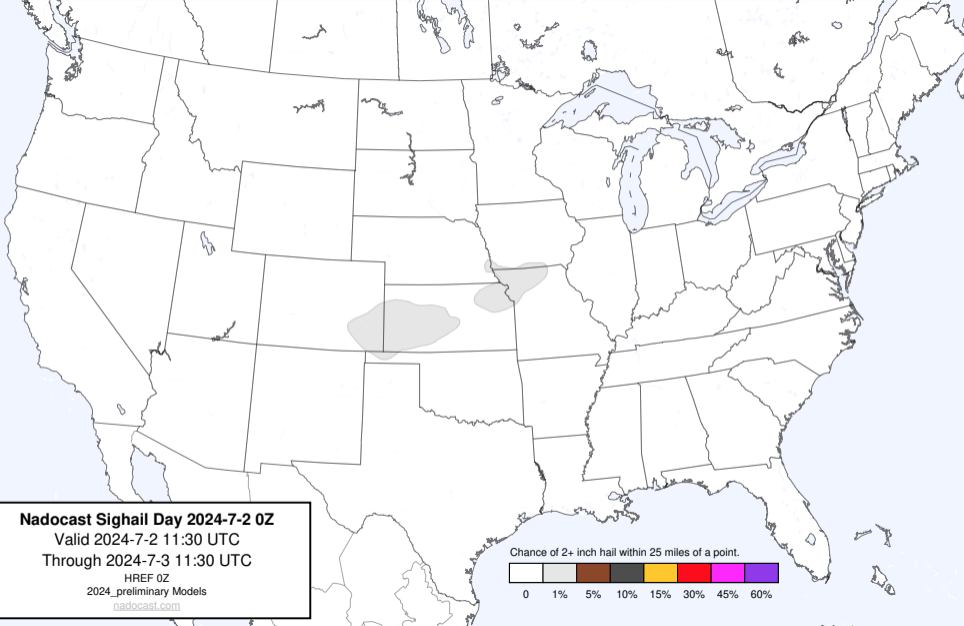 Nadocast Sighail Day 2024-7-2 0Z
Valid 2024-7-2 11:30 UTC
Through 2024-7-3 11:30 UTC
HREF 0Z
2024_preliminary Models
nadocast.com
Chance of 2+ inch hail within 25 miles of a point.
0 1% 5% 10% 15% 30% 45% 60%